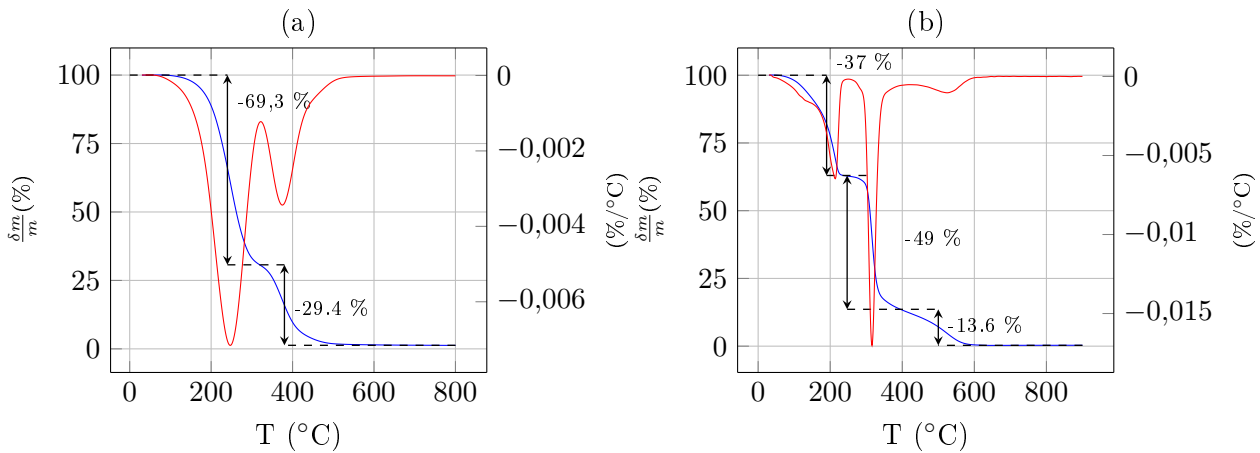 (a)
100
75
50
25
0
0 200 400 600 800
T (°C)
δm/m (%)
-69,3 %
-29.4 %
0
−0,002
−0,004
−0,006
(%/°C)
(b)
100
75
50
25
0
0 200 400 600 800
T (°C)
δm/m (%)
-37 %
-49 %
-13.6 %
0
−0,005
−0,01
−0,015
(%/°C)